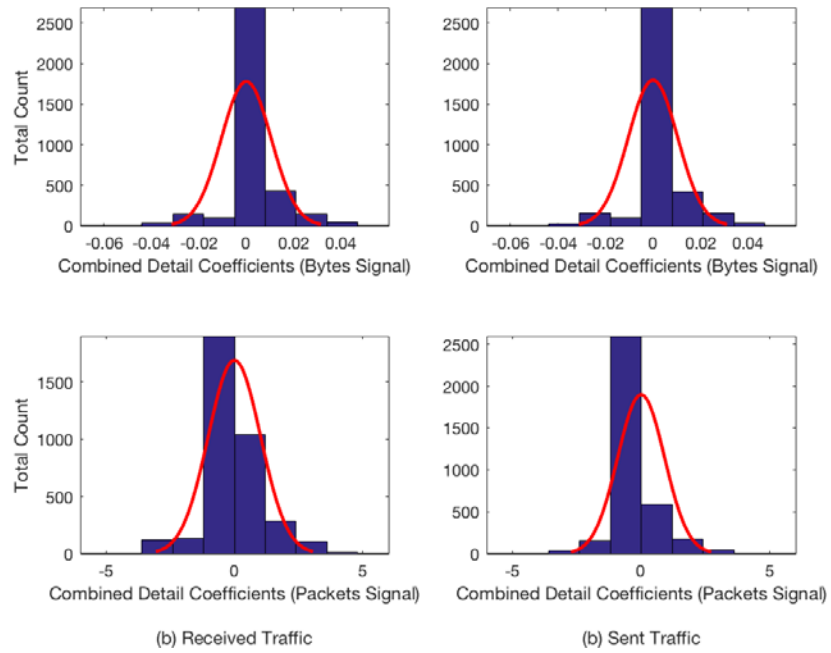 2500
2000
1500
1000
500
0
Total Count
-0.06 -0.04 -0.02 0 0.02 0.04
Combined Detail Coefficients (Bytes Signal)
2500
2000
1500
1000
500
0
-0.06 -0.04 -0.02 0 0.02 0.04
Combined Detail Coefficients (Bytes Signal)
1500
1000
500
0
Total Count
-5 0 5
Combined Detail Coefficients (Packets Signal)
(b) Received Traffic
2500
2000
1500
1000
500
0
-5 0 5
Combined Detail Coefficients (Packets Signal)
(b) Sent Traffic